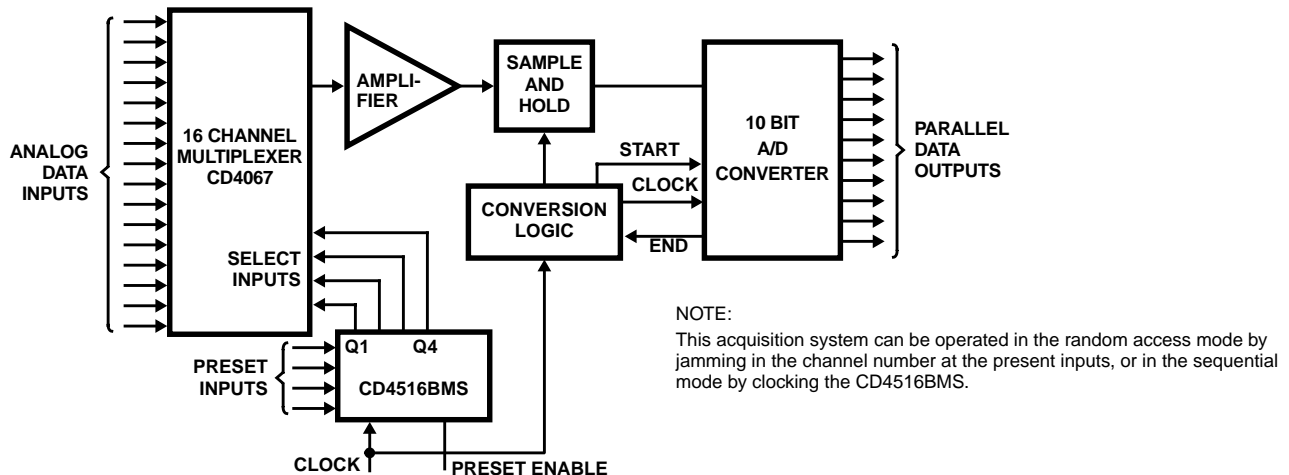 ANALOG
DATA
INPUTS
16 CHANNEL
MULTIPLEXER
CD4067
SELECT
INPUTS
AMPLI-
FIER
SAMPLE
AND
HOLD
START
CLOCK
END
CONVERSION
LOGIC
10 BIT
A/D
CONVERTER
PARALLEL
DATA
OUTPUTS
PRESET
INPUTS
Q1 Q4
CD4516BMS
CLOCK
PRESET ENABLE
NOTE:
This acquisition system can be operated in the random access mode by
jamming in the channel number at the present inputs, or in the sequential
mode by clocking the CD4516BMS.